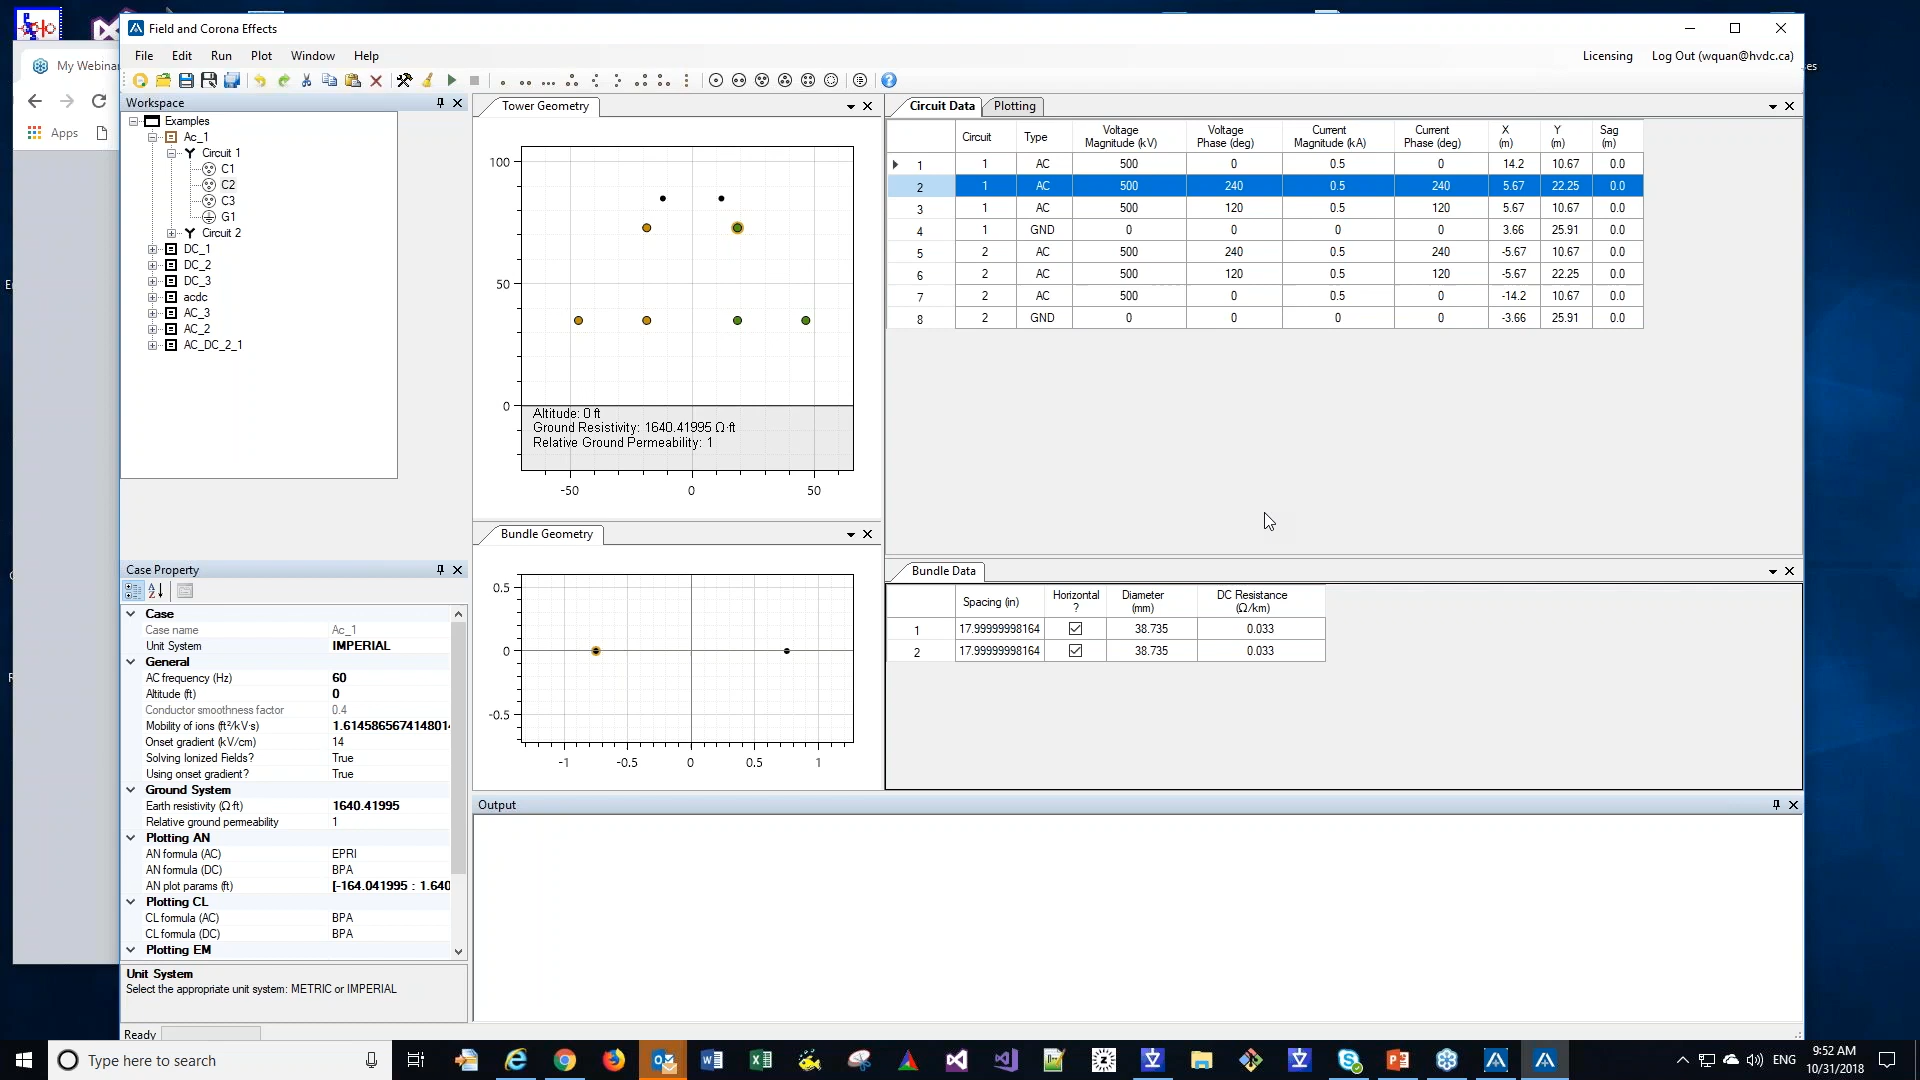 Field and Corona Effects
File Edit Run Plot Window Help
Licensing Log Out (wquan@hvdc.ca)
My Webinar
Apps
Workspace
Examples
Ac_1
Circuit 1
C1
C2
C3
G1
Circuit 2
DC_1
DC_2
DC_3
acdc
AC_3
AC_2
AC_DC_2_1
Case Property
Case
Case name Ac_1
Unit System IMPERIAL
General
AC frequency (Hz) 60
Altitude (ft) 0
Conductor smoothness factor 0.4
Mobility of ions (ft²/kV·s) 1.6145865674148014
Onset gradient (kV/cm) 14
Solving Ionized Fields? True
Using onset gradient? True
Ground System
Earth resistivity (Ω·ft) 1640.41995
Relative ground permeability 1
Plotting AN
AN formula (AC) EPRI
AN formula (DC) BPA
AN plot params (ft) [-164.041995 : 1.640
Plotting CL
CL formula (AC) BPA
CL formula (DC) BPA
Plotting EM
Unit System
Select the appropriate unit system: METRIC or IMPERIAL
Ready
Tower Geometry
100
50
0
Altitude: 0 ft
Ground Resistivity: 1640.41995 Ω·ft
Relative Ground Permeability: 1
-50 0 50
Bundle Geometry
0.5
0
-0.5
-1 -0.5 0 0.5 1
Circuit Data Plotting
Circuit Type Voltage Magnitude (kV) Voltage Phase (deg) Current Magnitude (kA) Current Phase (deg) X (m) Y (m) Sag (m)
1 1 AC 500 0 0.5 0 14.2 10.67 0.0
2 1 AC 500 240 0.5 240 5.67 22.25 0.0
3 1 AC 500 120 0.5 120 5.67 10.67 0.0
4 1 GND 0 0 0 0 3.66 25.91 0.0
5 2 AC 500 240 0.5 240 -5.67 10.67 0.0
6 2 AC 500 120 0.5 120 -5.67 22.25 0.0
7 2 AC 500 0 0.5 0 -14.2 10.67 0.0
8 2 GND 0 0 0 0 -3.66 25.91 0.0
Bundle Data
Spacing (in) Horizontal ? Diameter (mm) DC Resistance (Ω/km)
1 17.99999998164 38.735 0.033
2 17.99999998164 38.735 0.033
Output
Type here to search
ENG
9:52 AM
10/31/2018